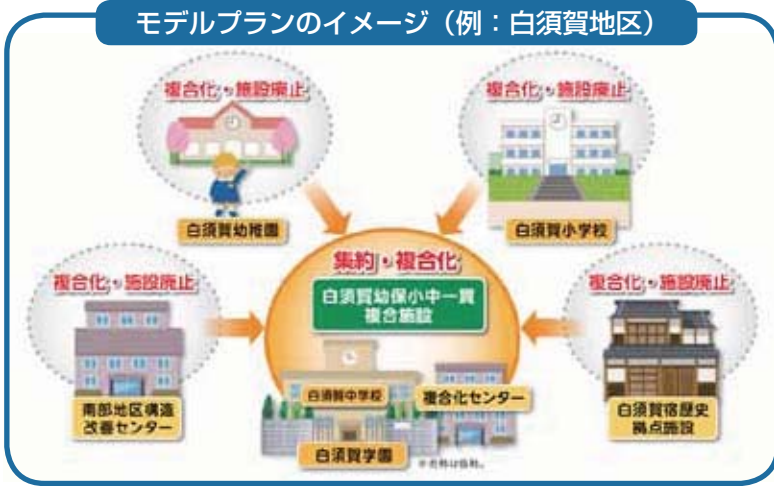 モデルプランのイメージ（例：白須賀地区）
複合化・施設廃止
白須賀幼稚園
複合化・施設廃止
白須賀小学校
複合化・施設廃止
南部地区構造
改善センター
集約・複合化
白須賀幼保小中一貫
複合施設
白須賀中学校
複合化センター
白須賀学園
※名称は仮称。
複合化・施設廃止
白須賀宿歴史
拠点施設